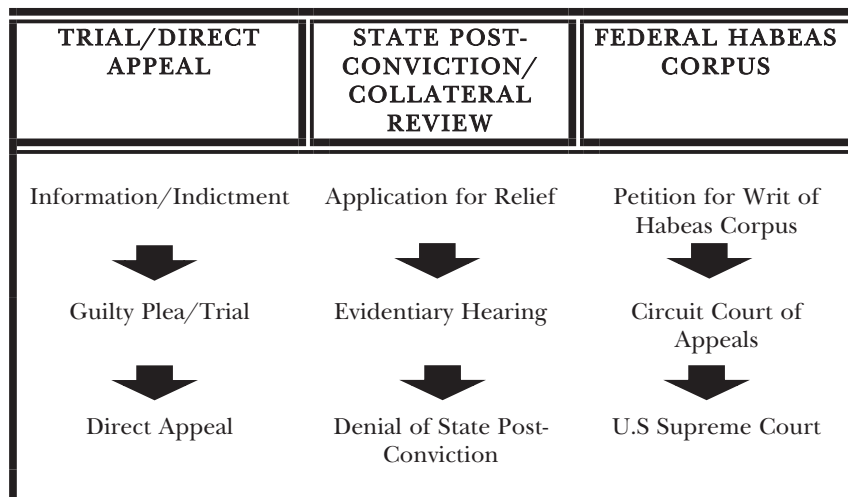 TRIAL/DIRECT
APPEAL
STATE POST-
CONVICTION/
COLLATERAL
REVIEW
FEDERAL HABEAS
CORPUS
Information/Indictment
Guilty Plea/Trial
Direct Appeal
Application for Relief
Evidentiary Hearing
Denial of State Post-
Conviction
Petition for Writ of
Habeas Corpus
Circuit Court of
Appeals
U.S Supreme Court